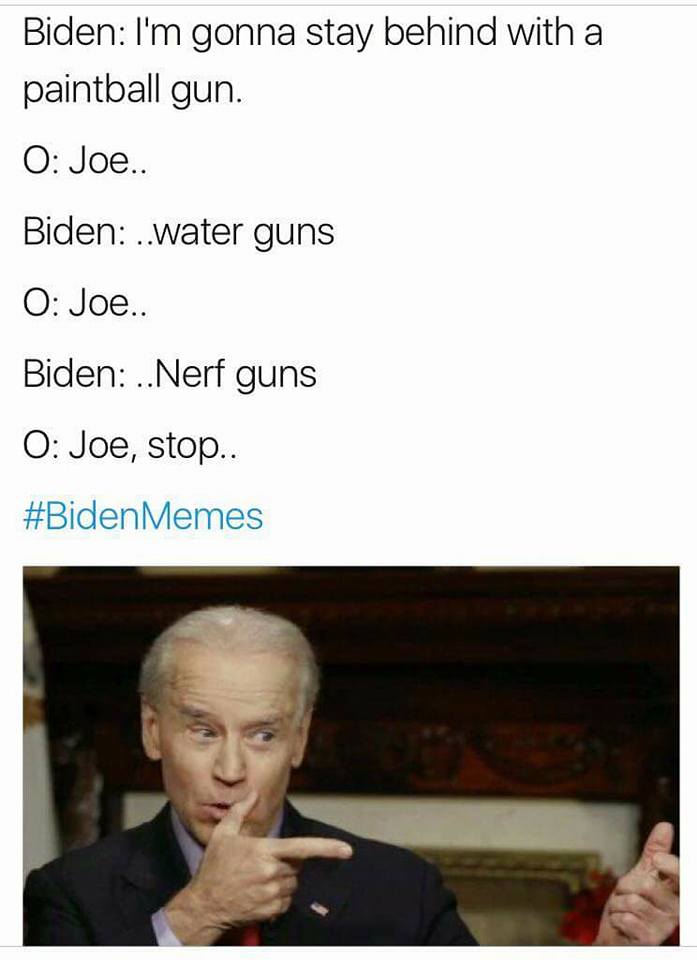 Biden: I'm gonna stay behind with a
paintball gun.
O: Joe..
Biden: ..water guns
O: Joe..
Biden: ..Nerf guns
O: Joe, stop..
#BidenMemes